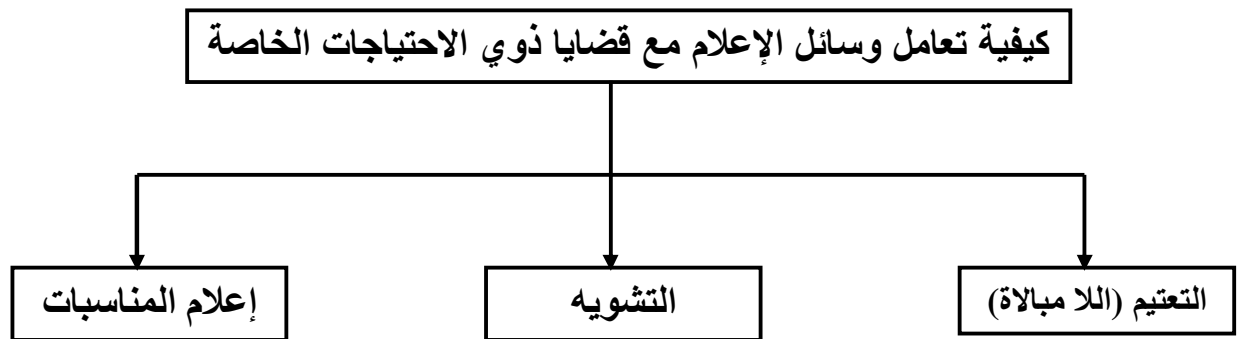 كيفية تعامل وسائل الإعلام مع قضايا ذوي الاحتياجات الخاصة
التعتيم (اللا مبالاة)
التشويه
إعلام المناسبات